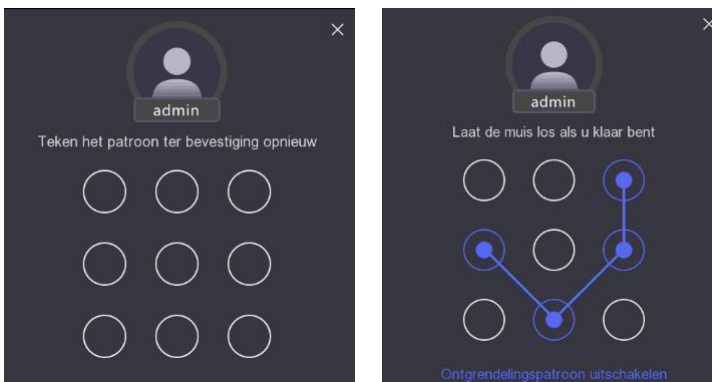 admin
Teken het patroon ter bevestiging opnieuw
admin
Laat de muis los als u klaar bent
Ontgrendelingspatroon uitschakelen